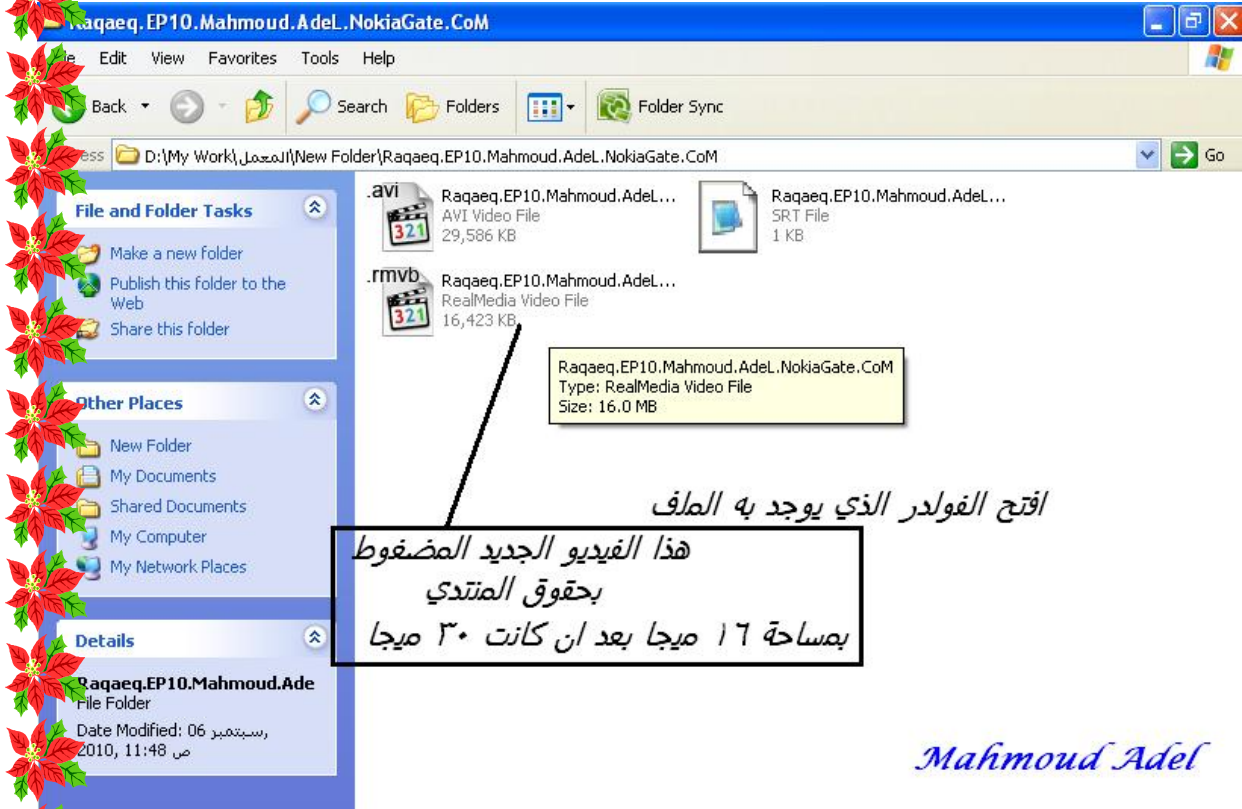 Raqaeq.EP10.Mahmoud.AdeL.NokiaGate.CoM
Edit View Favorites Tools Help
Back Search Folders Folder Sync
D:\My Work\المعمل\New Folder\Raqaeq.EP10.Mahmoud.AdeL.NokiaGate.CoM Go
File and Folder Tasks
Make a new folder
Publish this folder to the
Web
Share this folder
Other Places
New Folder
My Documents
Shared Documents
My Computer
My Network Places
Details
Raqaeq.EP10.Mahmoud.Ade
File Folder
Date Modified: 06 سبتمبر,
2010, 11:48 ص
.avi
321
Raqaeq.EP10.Mahmoud.AdeL...
AVI Video File
29,586 KB
Raqaeq.EP10.Mahmoud.AdeL...
SRT File
1 KB
.rmvb
321
Raqaeq.EP10.Mahmoud.AdeL...
RealMedia Video File
16,423 KB
Raqaeq.EP10.Mahmoud.AdeL.NokiaGate.CoM
Type: RealMedia Video File
Size: 16.0 MB
افتح الفولدر الذي يوجد به الملف
هذا الفيديو الجديد المضغوط
بحقوق المنتدي
بمساحة ١٦ ميجا بعد ان كانت ٣٠ ميجا
Mahmoud Adel